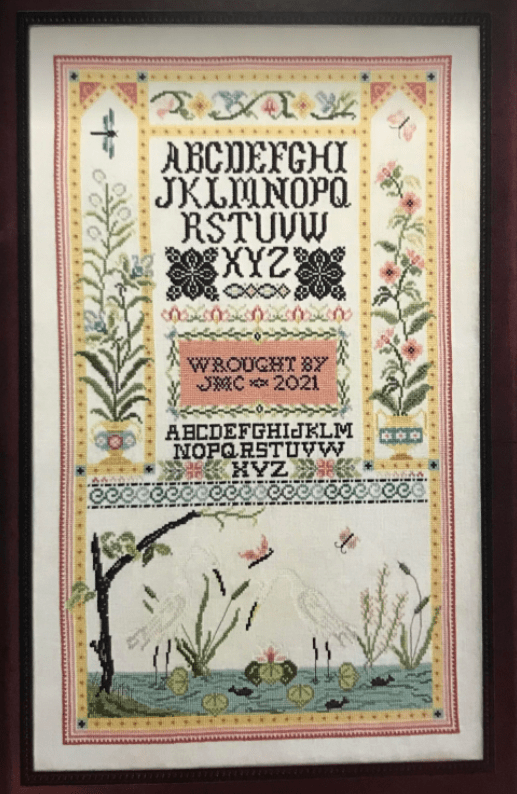 ABCDEFGHI
JKLMNOPQ
RSTUVW
XYZ
WROUGHT BY
JMC 2021
ABCDEFGHIJKLM
NOPQRSTUVW
XYZ